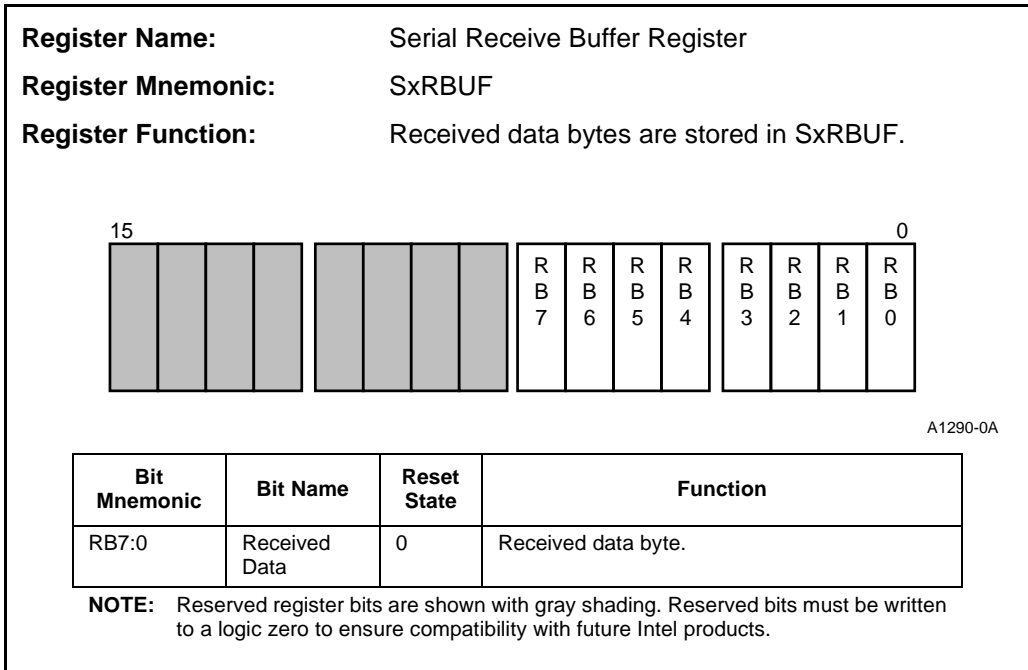 Register Name: Serial Receive Buffer Register
Register Mnemonic: SxRBUF
Register Function: Received data bytes are stored in SxRBUF.
15 0
R R R R R R R R
B B B B B B B B
7 6 5 4 3 2 1 0
A1290-0A
Bit Mnemonic Bit Name Reset State Function
RB7:0 Received Data 0 Received data byte.
NOTE: Reserved register bits are shown with gray shading. Reserved bits must be written
to a logic zero to ensure compatibility with future Intel products.